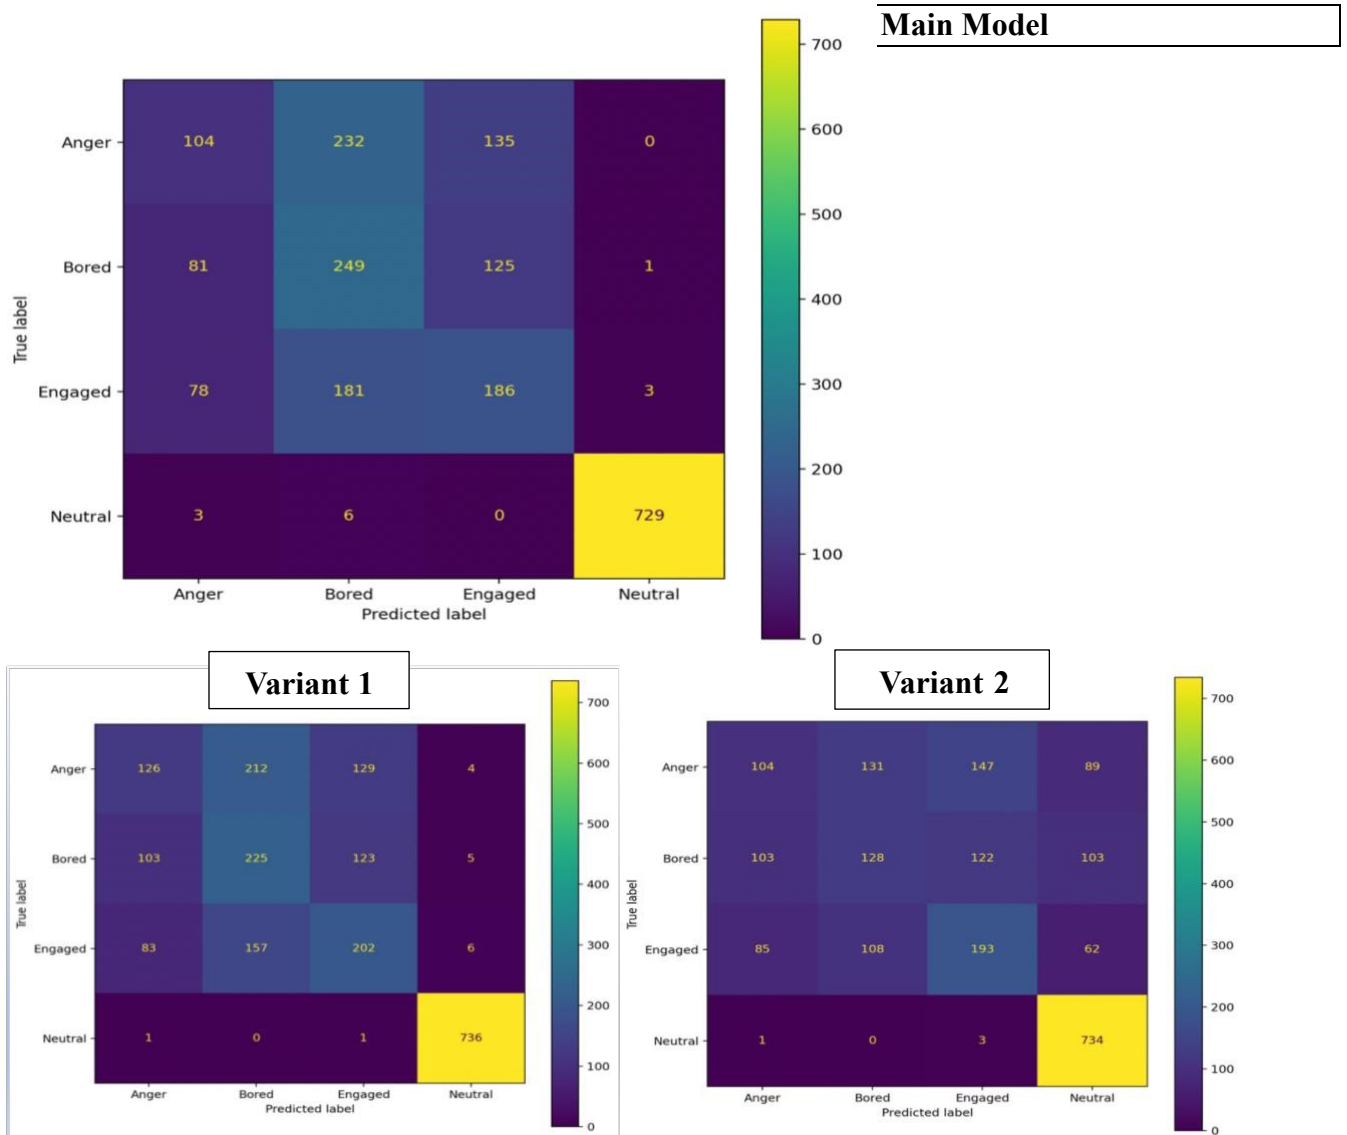 Main Model
700
600
500
400
300
200
100
0
True label
Anger 104 232 135 0
Bored 81 249 125 1
Engaged 78 181 186 3
Neutral 3 6 0 729
Anger Bored Engaged Neutral
Predicted label
Variant 1
700
600
500
400
300
200
100
0
True label
Anger 126 212 129 4
Bored 103 225 123 5
Engaged 83 157 202 6
Neutral 1 0 1 736
Anger Bored Engaged Neutral
Predicted label
Variant 2
700
600
500
400
300
200
100
0
True label
Anger 104 131 147 89
Bored 103 128 122 103
Engaged 85 108 193 62
Neutral 1 0 3 734
Anger Bored Engaged Neutral
Predicted label